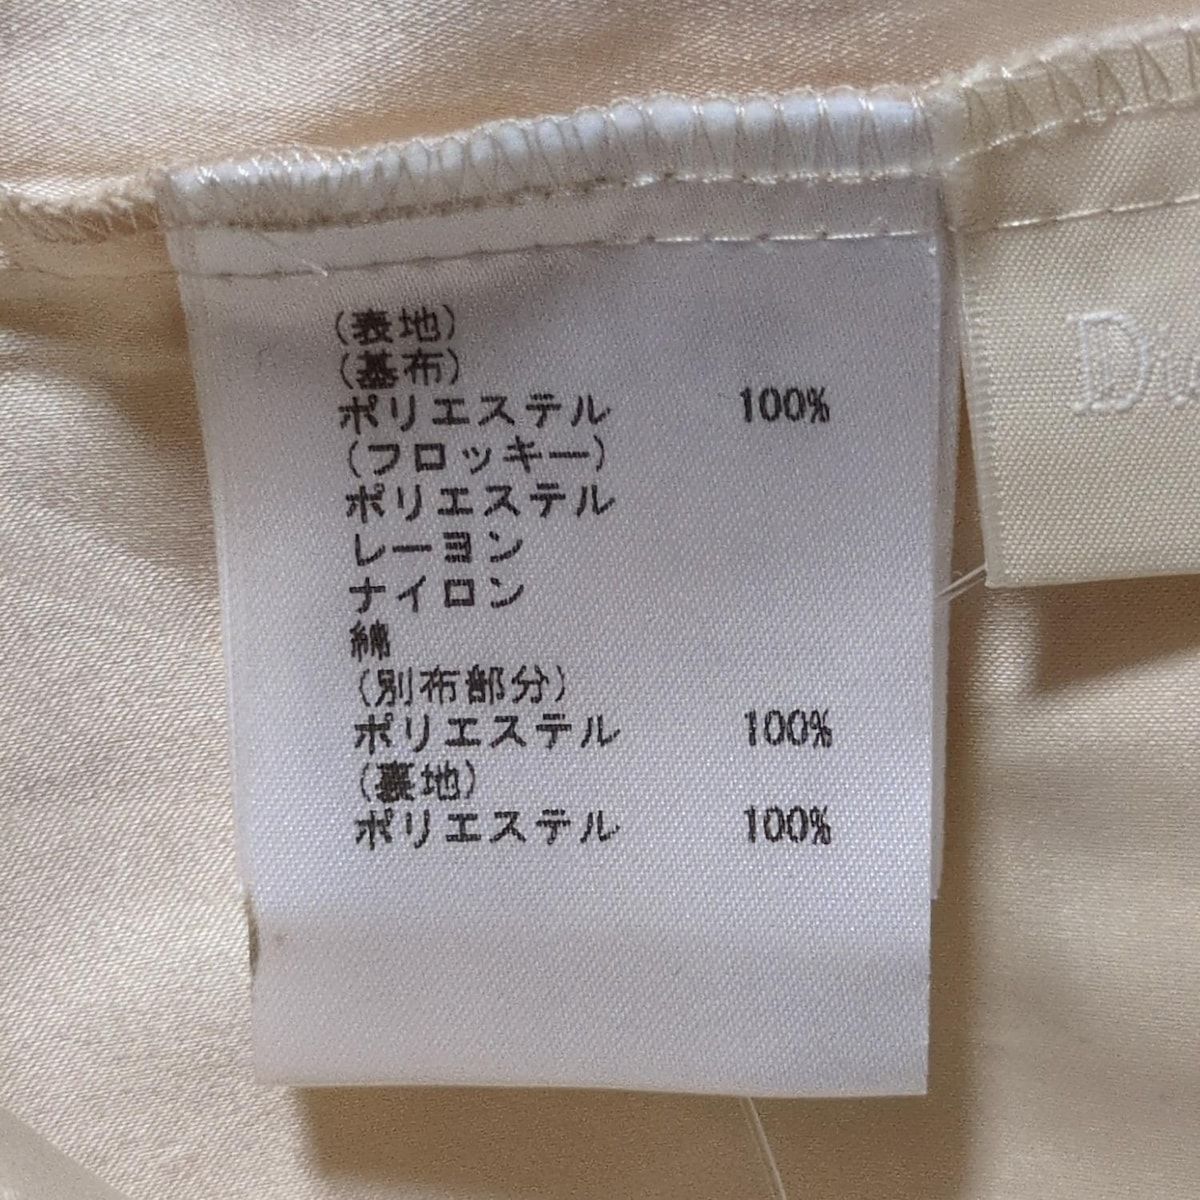 (表地)
(基布)
ポリエステル 100%
(フロッキー)
ポリエステル
レーヨン
ナイロン
綿
(別布部分)
ポリエステル 100%
(裏地)
ポリエステル 100%